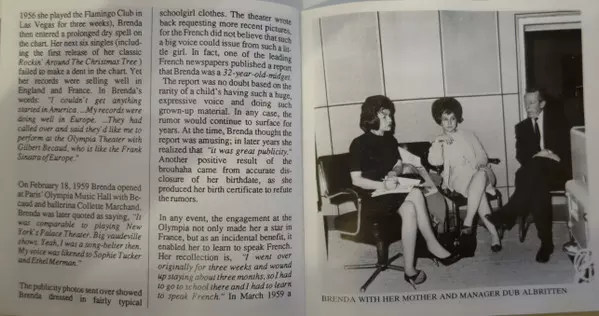 1956 she played the Flamingo Club in
Las Vegas for three weeks), Brenda
then entered a prolonged dry spell on
the chart. Her next six singles (includ-
ing the first release of her classic
Rockin' Around The Christmas Tree )
failed to make a dent in the chart. Yet
her records were selling well in
England and France. In Brenda's
words: "I couldn't get anything
started in America. ...My records were
doing well in Europe. ...They had
called over and said they'd like me to
perform at the Olympia Theater with
Gilbert Becaud, who is like the Frank
Sinatra of Europe."
On February 18, 1959 Brenda opened
at Paris' Olympia Music Hall with Be-
caud and ballerina Collette Marchand.
Brenda was later quoted as saying, "It
was comparable to playing New
York's Palace Theater. Big vaudeville
shows. Yeah, I was a song-belter then.
My voice was likened to Sophie Tucker
and Ethel Merman."
The publicity photos sent over showed
Brenda dressed in fairly typical
schoolgirl clothes. The theater wrote
back requesting more recent pictures,
for the French did not believe that such
a big voice could issue from such a lit-
tle girl. In fact, one of the leading
French newspapers published a report
that Brenda was a 32-year-old-midget.
The report was no doubt based on the
rarity of a child's having such a huge,
expressive voice and doing such
grown-up material. In any case, the
rumor would continue to surface for
years. At the time, Brenda thought the
report was amusing; in later years she
realized that "it was great publicity."
Another positive result of the
brouhaha came from accurate dis-
closure of her birthdate, as she
produced her birth certificate to refute
the rumors.
In any event, the engagement at the
Olympia not only made her a star in
France, but as an incidental benefit, it
enabled her to learn to speak French.
Her recollection is, "I went over
originally for three weeks and wound
up staying about three months, so I had
to go to school there and I had to learn
to speak French." In March 1959 a
BRENDA WITH HER MOTHER AND MANAGER DUB ALBRITTEN